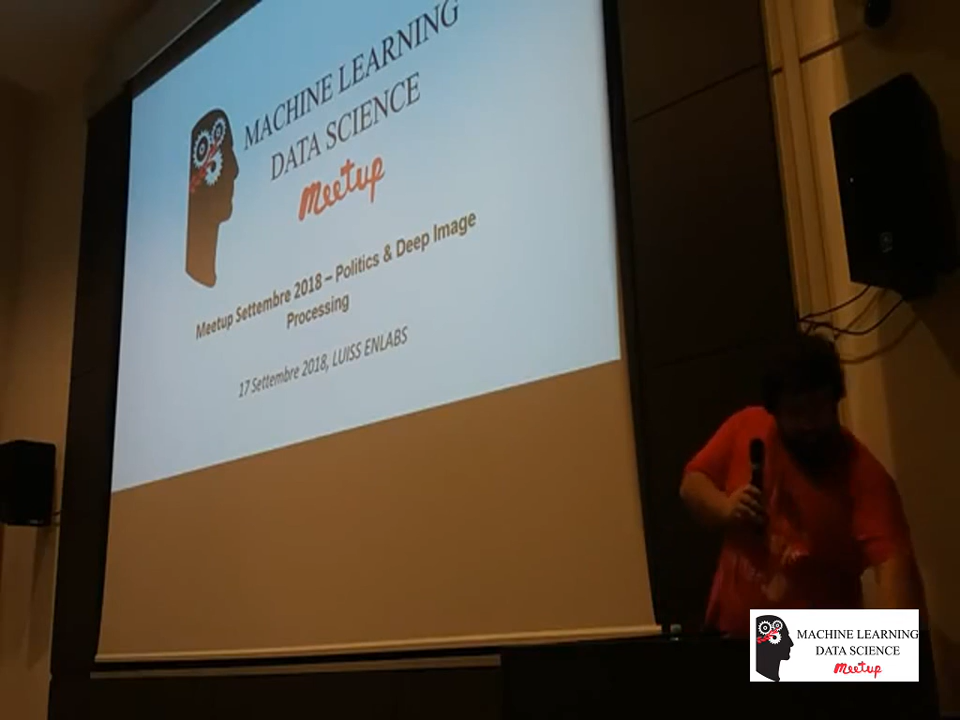 MACHINE LEARNING
DATA SCIENCE
meetup
Meetup Settembre 2018 – Politics & Deep Image
Processing
17 Settembre 2018, LUISS ENLABS
MACHINE LEARNING
DATA SCIENCE
meetup